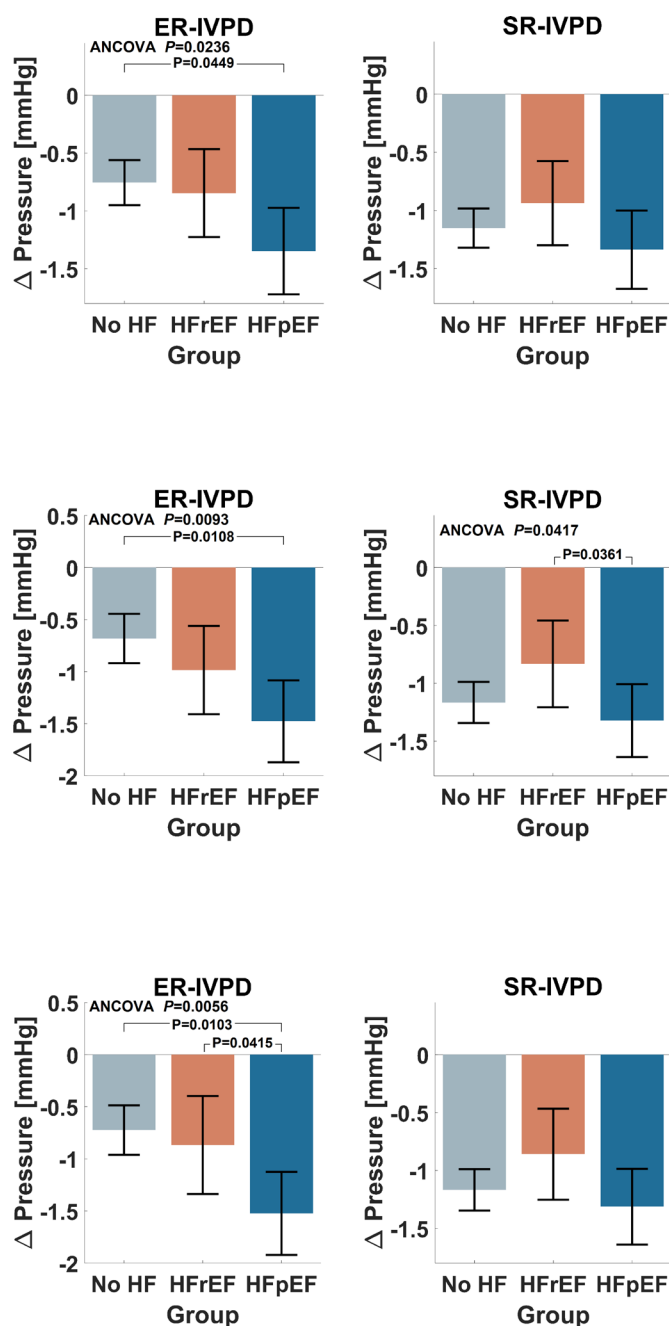 ER-IVPD
ANCOVA P=0.0236
P=0.0449
0
-0.5
-1
-1.5
Δ Pressure [mmHg]
No HF HFrEF HFpEF
Group
SR-IVPD
0
-0.5
-1
-1.5
Δ Pressure [mmHg]
No HF HFrEF HFpEF
Group
ER-IVPD
0.5
ANCOVA P=0.0093
P=0.0108
0
-0.5
-1
-1.5
-2
Δ Pressure [mmHg]
No HF HFrEF HFpEF
Group
SR-IVPD
ANCOVA P=0.0417
P=0.0361
0
-0.5
-1
-1.5
Δ Pressure [mmHg]
No HF HFrEF HFpEF
Group
ER-IVPD
0.5
ANCOVA P=0.0056
P=0.0103
P=0.0415
0
-0.5
-1
-1.5
-2
Δ Pressure [mmHg]
No HF HFrEF HFpEF
Group
SR-IVPD
0
-0.5
-1
-1.5
Δ Pressure [mmHg]
No HF HFrEF HFpEF
Group